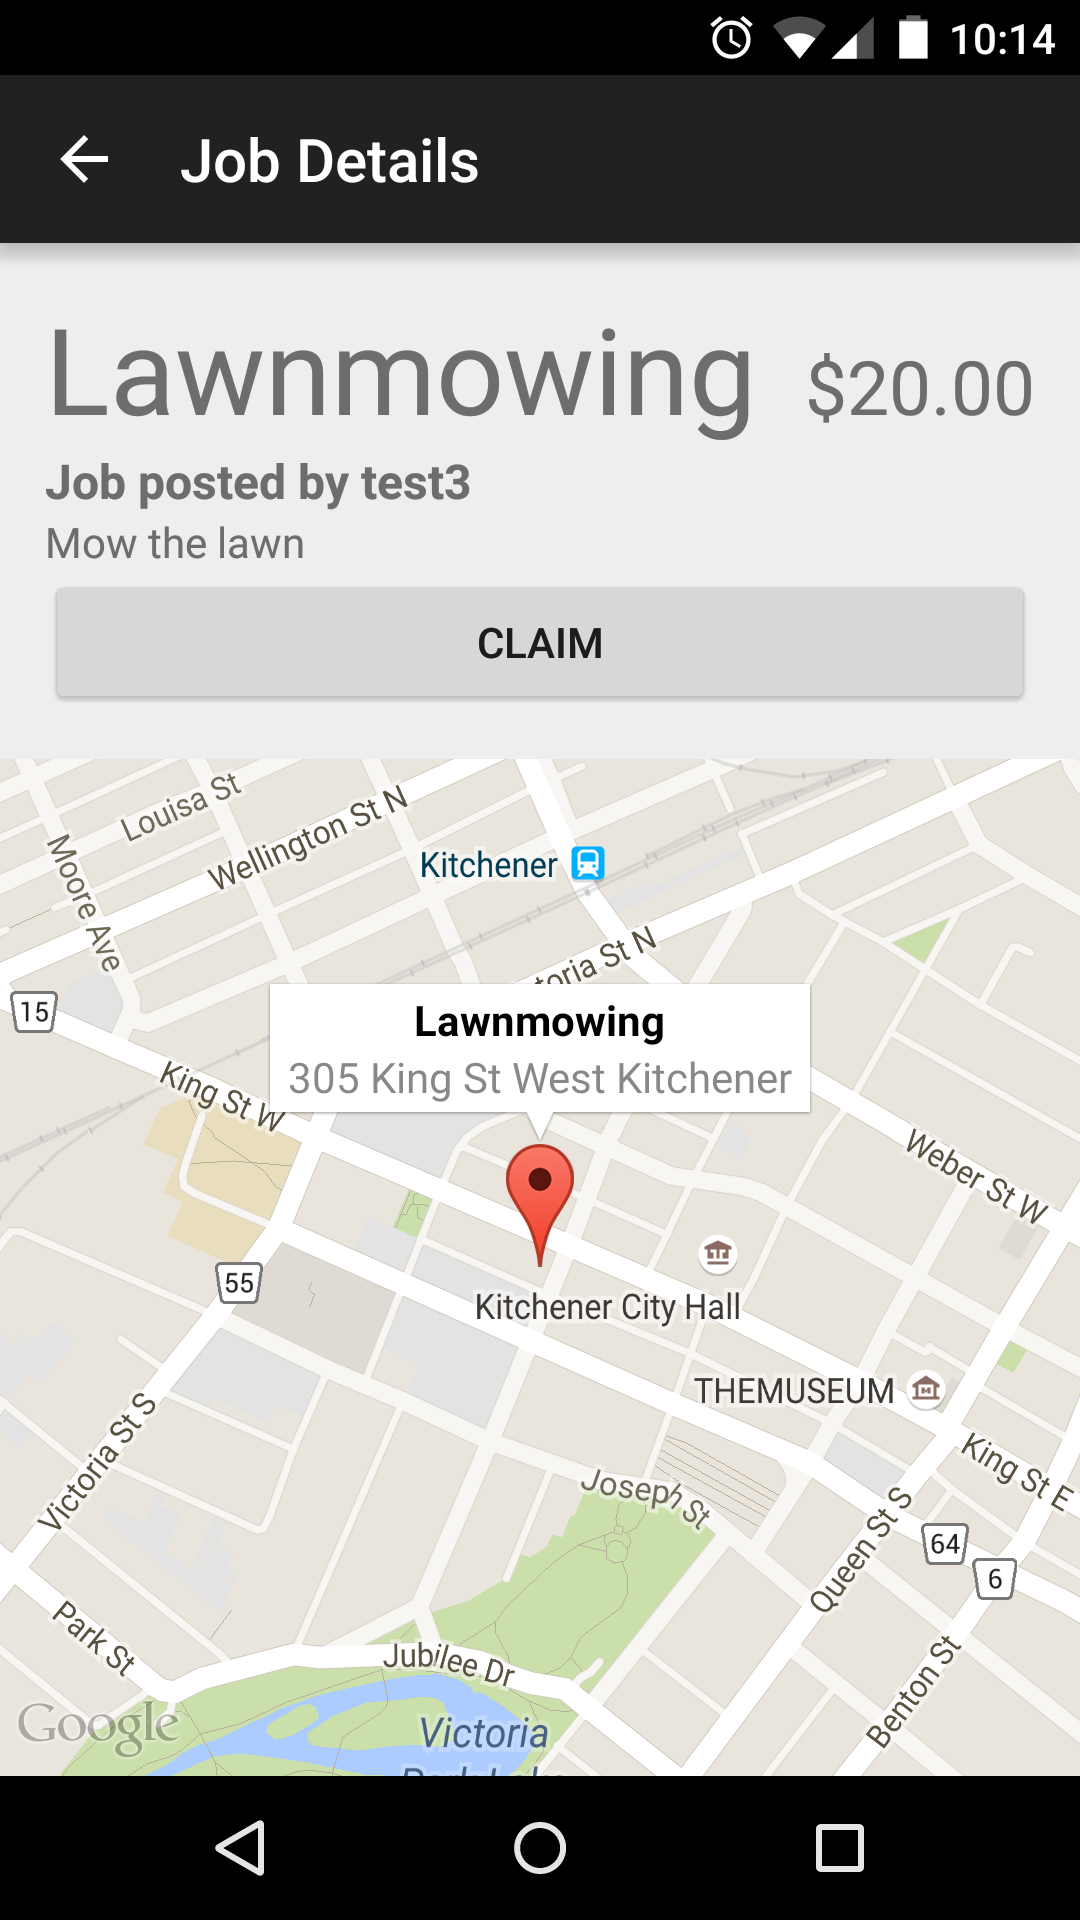 10:14
Job Details
Lawnmowing $20.00
Job posted by test3
Mow the lawn
CLAIM
Louisa St
Wellington St N
Moore Ave
Kitchener
toria St N
15
Lawnmowing
305 King St West Kitchener
King St W
Weber St W
55
Kitchener City Hall
THEMUSEUM
Victoria St S
King St E
Joseph St
Queen St S
64
6
Park St
Jubilee Dr
Benton St
Google
Victoria